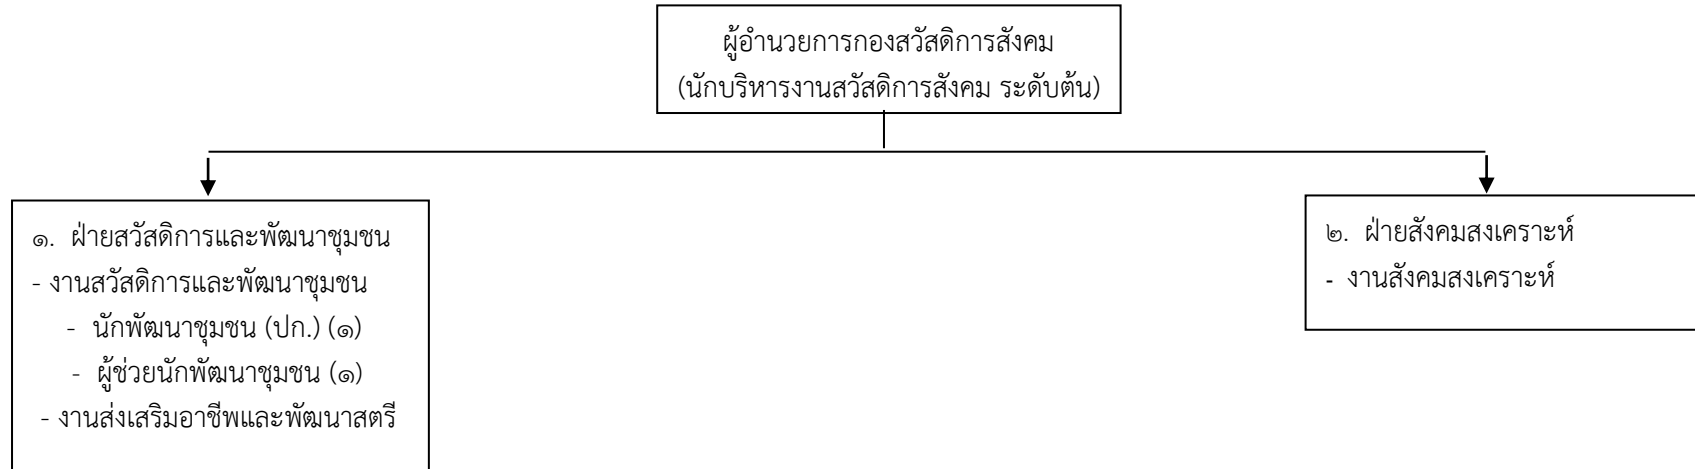 ผู้อำนวยการกองสวัสดิการสังคม
(นักบริหารงานสวัสดิการสังคม ระดับต้น)
๑. ฝ่ายสวัสดิการและพัฒนาชุมชน
- งานสวัสดิการและพัฒนาชุมชน
- นักพัฒนาชุมชน (ปก.) (๑)
- ผู้ช่วยนักพัฒนาชุมชน (๑)
- งานส่งเสริมอาชีพและพัฒนาสตรี
๒. ฝ่ายสังคมสงเคราะห์
- งานสังคมสงเคราะห์